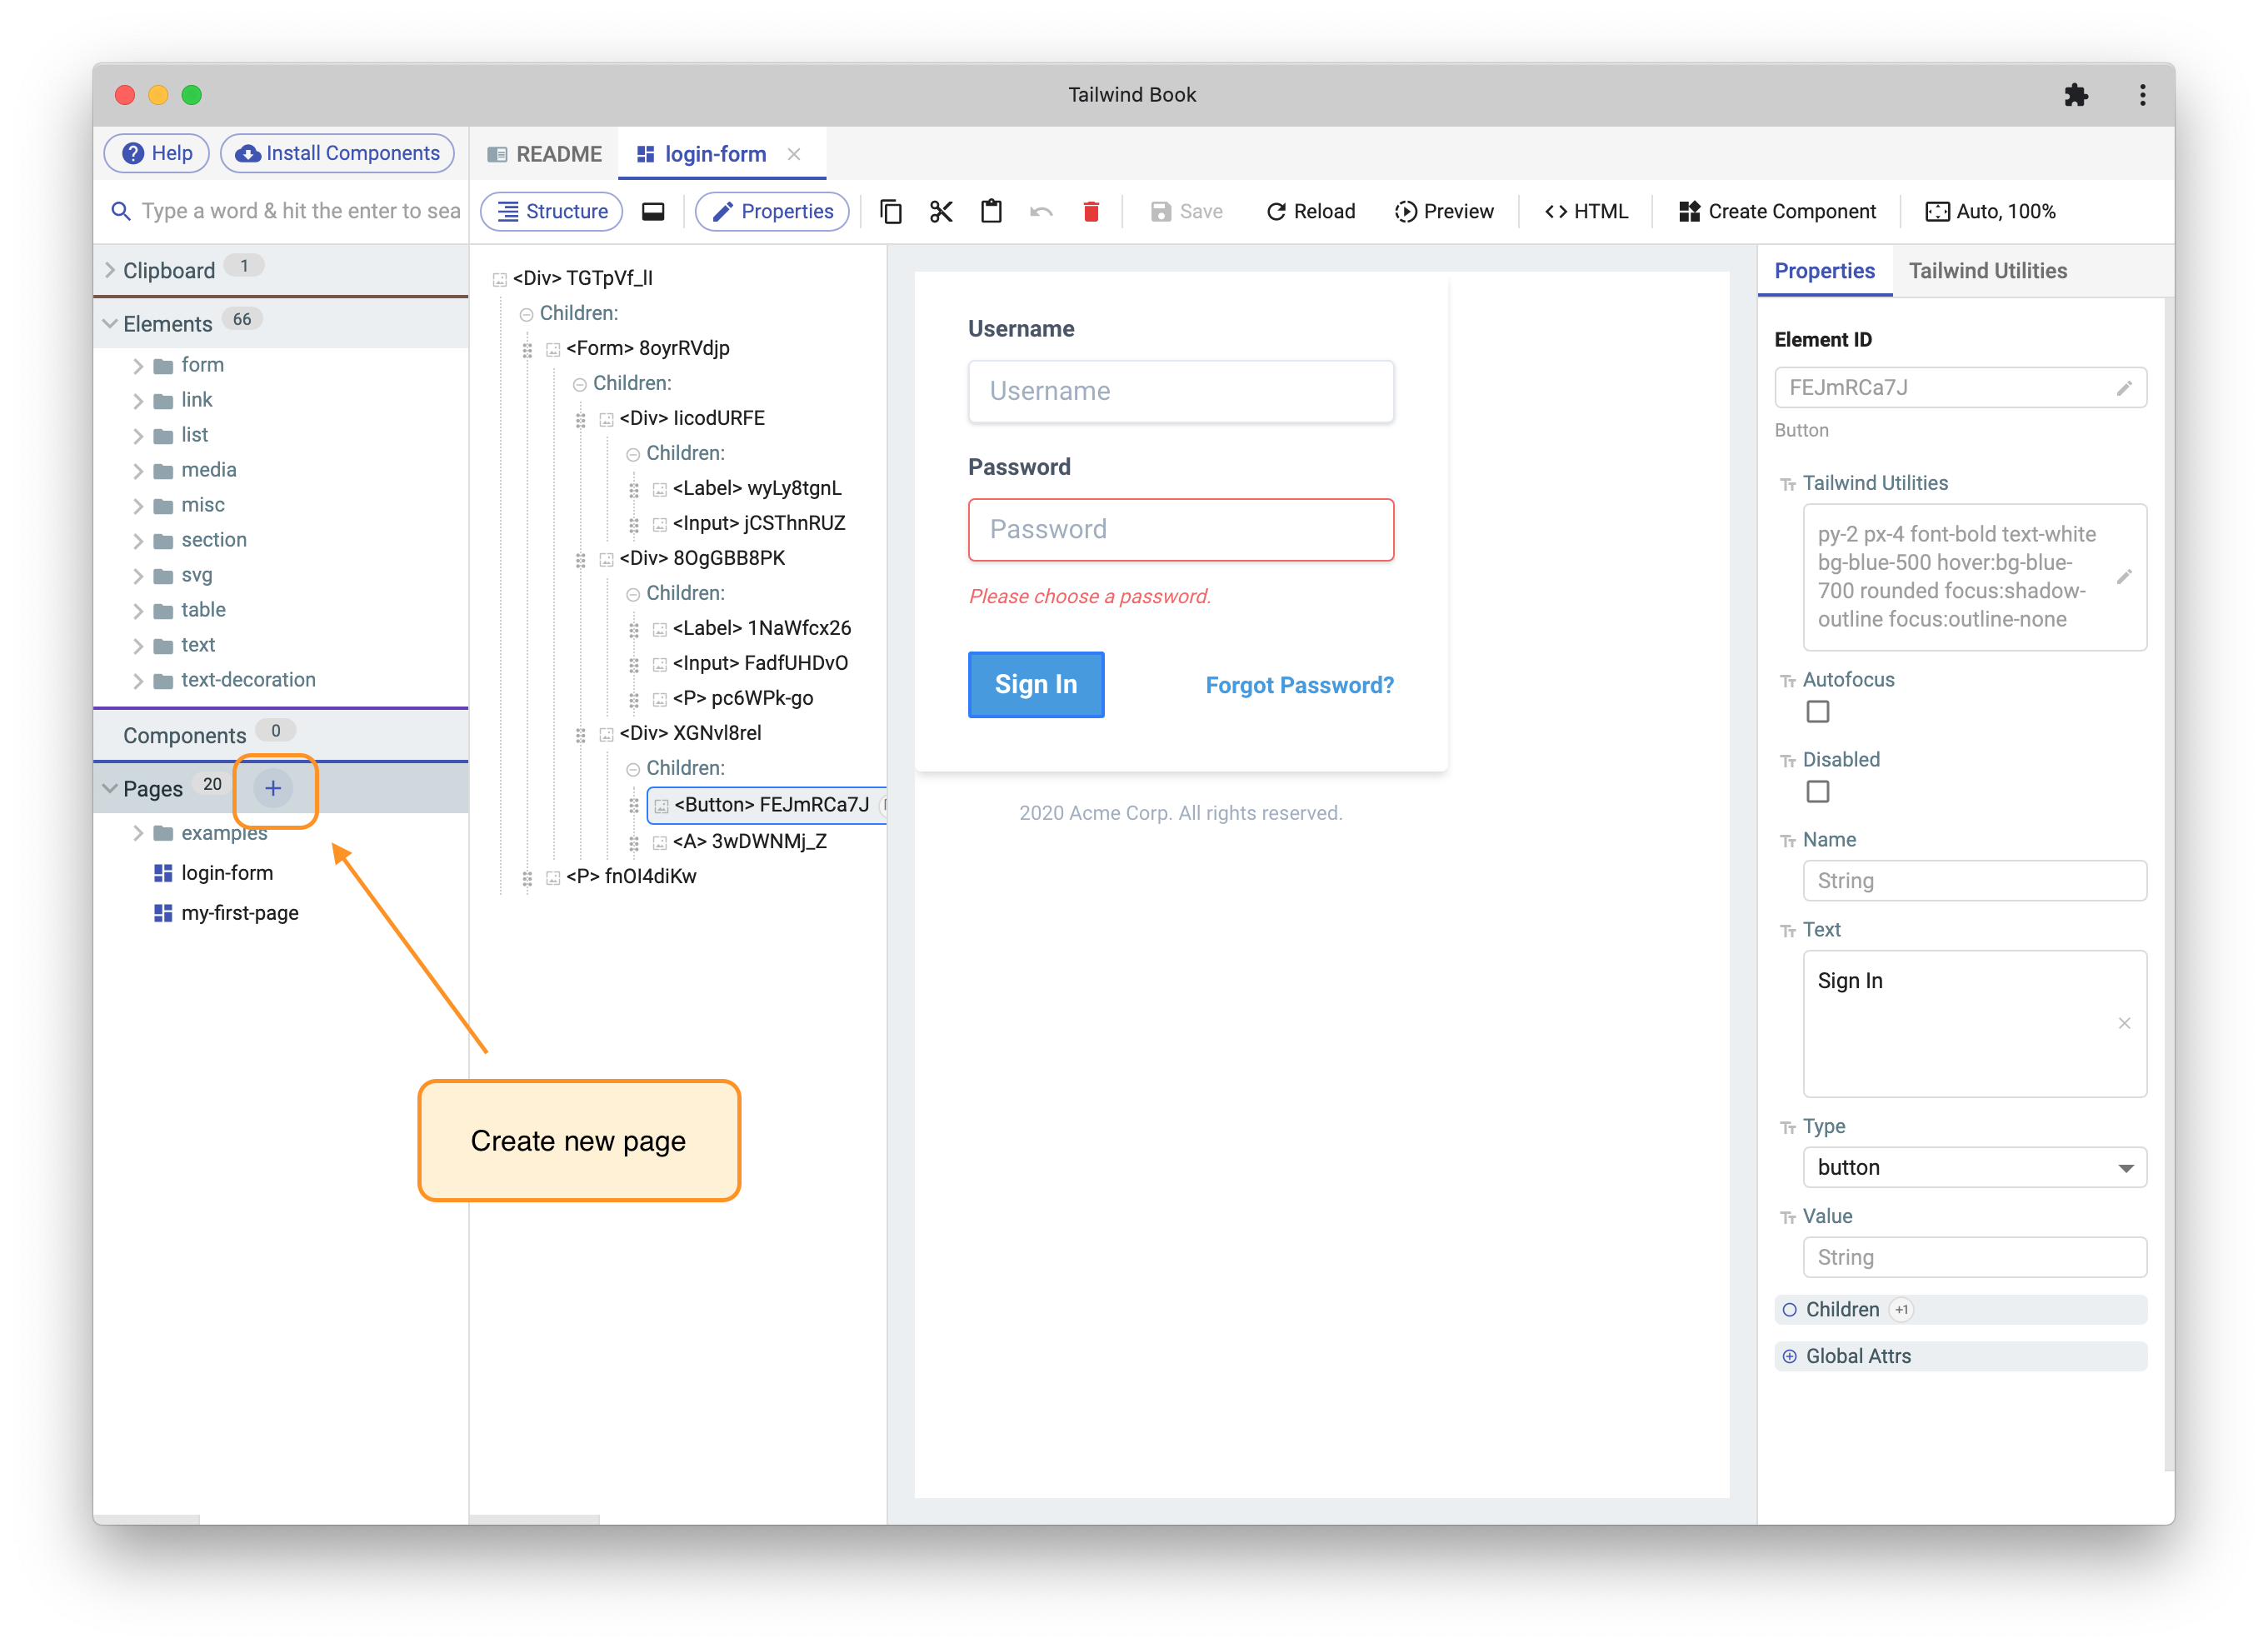 Tailwind Book
Help
Install Components
README
login-form
Type a word & hit the enter to sea
Structure
Properties
Save
Reload
Preview
HTML
Create Component
Auto, 100%
Clipboard 1
Elements 66
form
link
list
media
misc
section
svg
table
text
text-decoration
Components 0
Pages 20
examples
login-form
my-first-page
Create new page
<Div> TGTpVf_lI
Children:
<Form> 8oyrRVdjp
Children:
<Div> IicodURFE
Children:
<Label> wyLy8tgnL
<Input> jCSThnRUZ
<Div> 8OgGBB8PK
Children:
<Label> 1NaWfcx26
<Input> FadfUHDvO
<P> pc6WPk-go
<Div> XGNvl8rel
Children:
<Button> FEJmRCa7J
<A> 3wDWNMj_Z
<P> fnOI4diKw
Username
Username
Password
Password
Please choose a password.
Sign In
Forgot Password?
2020 Acme Corp. All rights reserved.
Properties
Tailwind Utilities
Element ID
FEJmRCa7J
Button
Tailwind Utilities
py-2 px-4 font-bold text-white
bg-blue-500 hover:bg-blue-
700 rounded focus:shadow-
outline focus:outline-none
Autofocus
Disabled
Name
String
Text
Sign In
Type
button
Value
String
Children +1
Global Attrs